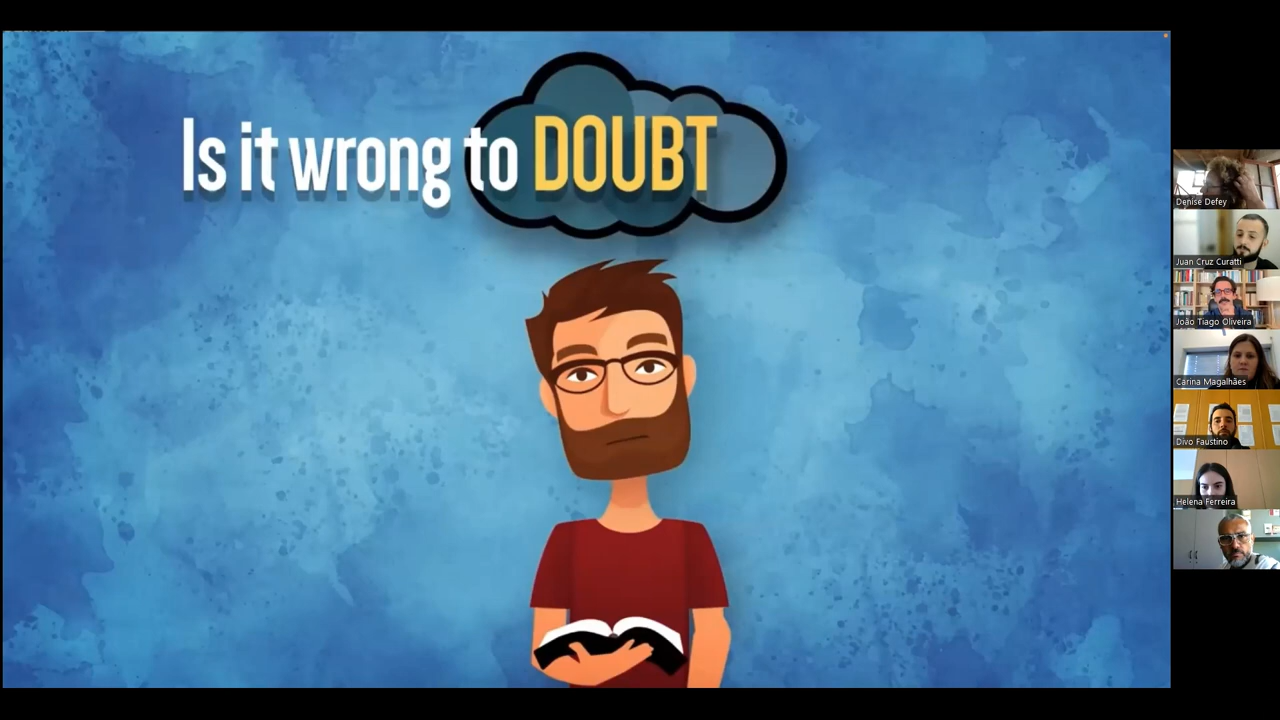 Is it wrong to DOUBT
Denise Defey
Juan Cruz Curatti
João Tiago Oliveira
Carina Magalhães
Divo Faustino
Helena Ferreira